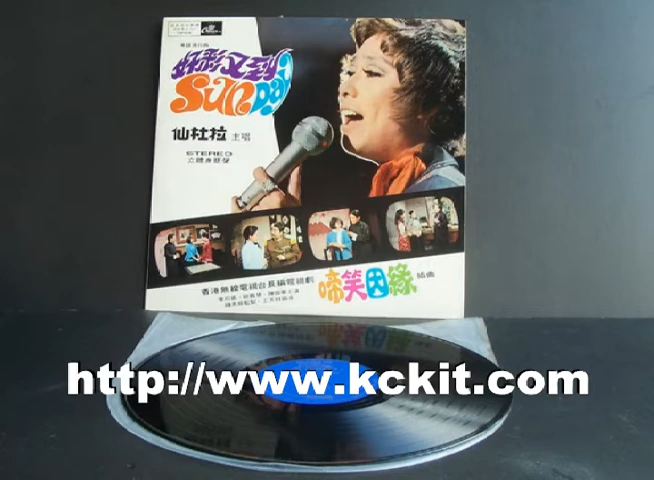 好彩又到
SunDay
仙杜拉 主唱
STEREO
立體身歷聲
香港無線電視台長編電視劇
啼笑因緣 插曲
http://www.kckit.com